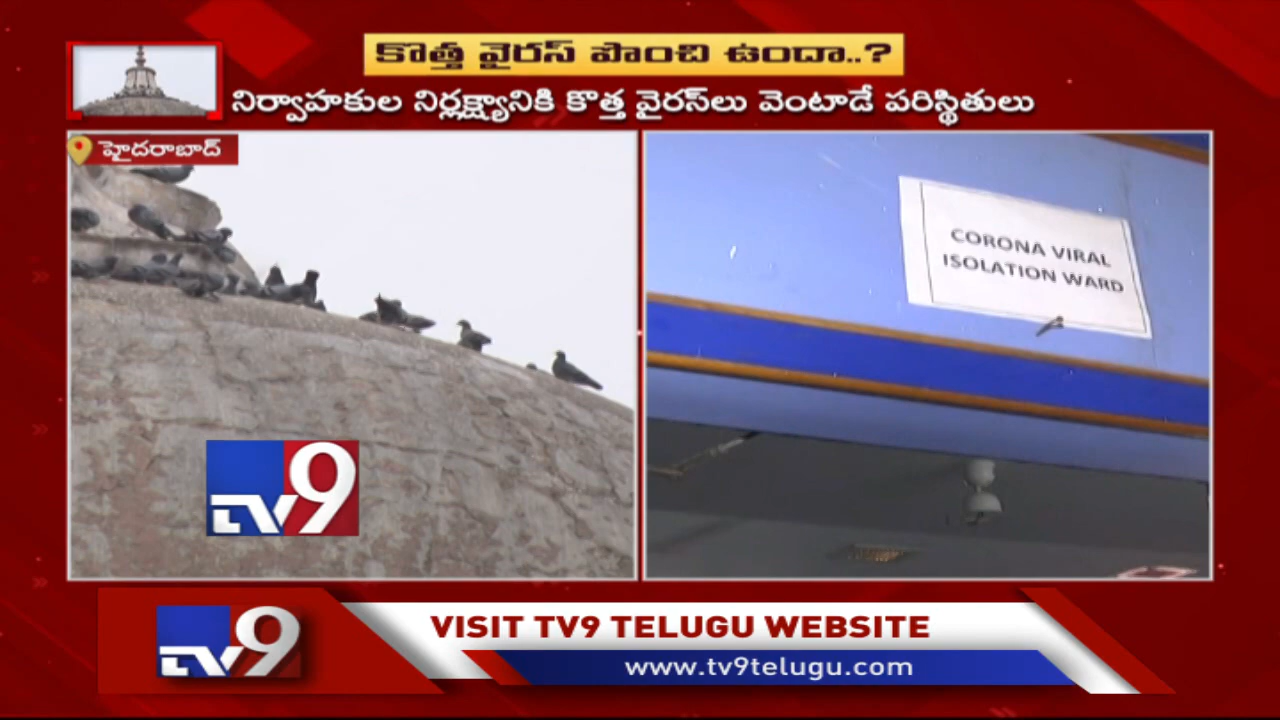 కొత్త వైరస్ పొంచి ఉందా..?
నిర్వాహకుల నిర్లక్ష్యానికి కొత్త వైరస్‌లు వెంటాడే పరిస్థితులు
హైదరాబాద్
CORONA VIRAL
ISOLATION WARD
TV9
TV9
VISIT TV9 TELUGU WEBSITE
www.tv9telugu.com